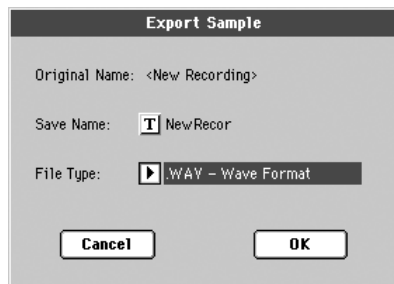 Export Sample
Original Name: <New Recording>
Save Name: T NewRecor
File Type: .WAV - Wave Format
Cancel OK